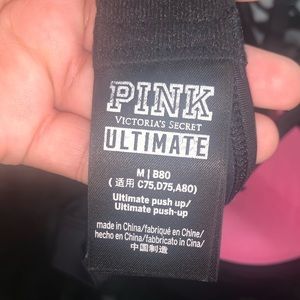 PINK
VICTORIA'S SECRET
ULTIMATE
M | B80
( 适用 C75,D75,A80)
Ultimate push up/
Ultimate push-up
made in China/fabriqué en Chine/
hecho en China/fabbricato in Cina/
中国制造